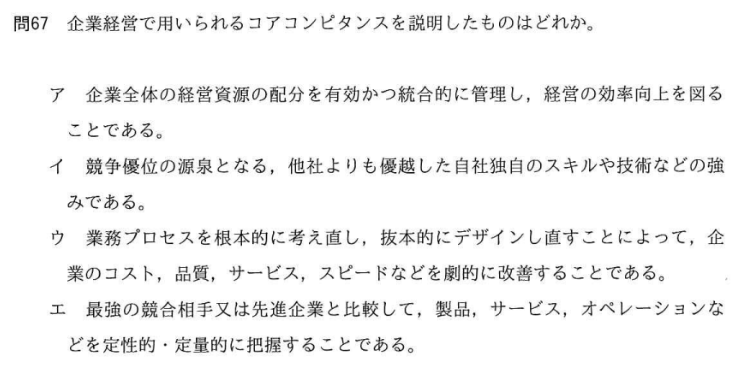 問67 企業経営で用いられるコアコンピタンスを説明したものはどれか。
ア 企業全体の経営資源の配分を有効かつ統合的に管理し，経営の効率向上を図る
ことである。
イ 競争優位の源泉となる，他社よりも優越した自社独自のスキルや技術などの強
みである。
ウ 業務プロセスを根本的に考え直し，抜本的にデザインし直すことによって，企
業のコスト，品質，サービス，スピードなどを劇的に改善することである。
エ 最強の競合相手又は先進企業と比較して，製品，サービス，オペレーションな
どを定性的・定量的に把握することである。